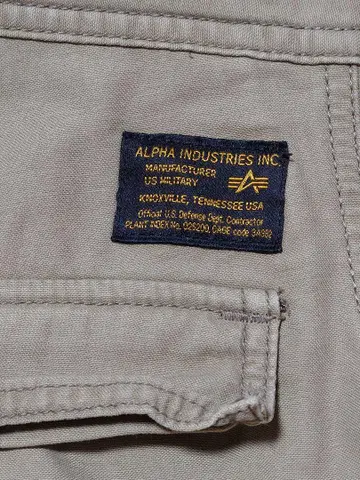 ALPHA INDUSTRIES INC.
MANUFACTURER
US MILITARY
KNOXVILLE, TENNESSEE USA
Official U.S. Defense Dept. Contractor
PLANT INDEX No. 025200, CAGE code 3A992